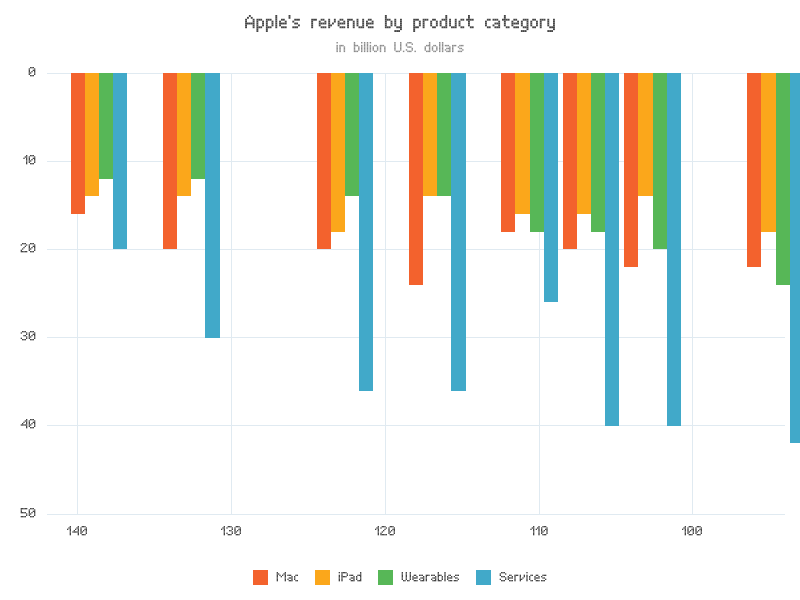 Apple's revenue by product category
in billion U.S. dollars
0
10
20
30
40
50
140 130 120 110 100
Mac iPad Wearables Services